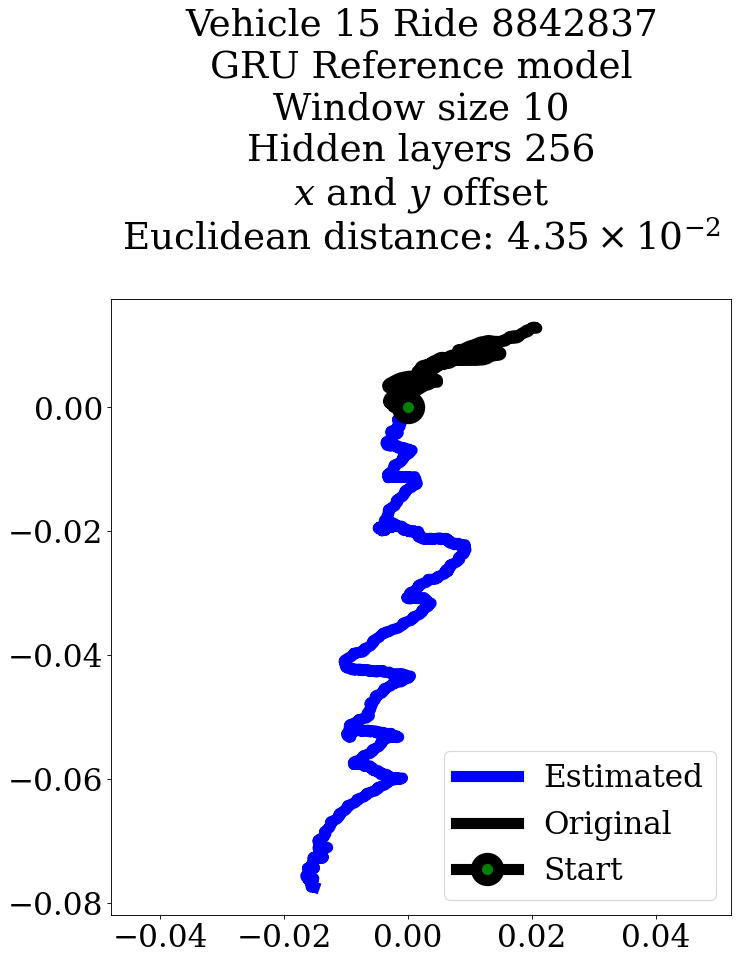 Vehicle 15 Ride 8842837
GRU Reference model
Window size 10
Hidden layers 256
x and y offset
Euclidean distance: 4.35 × 10⁻²
0.00
−0.02
−0.04
−0.06
−0.08
Estimated
Original
Start
−0.04 −0.02 0.00 0.02 0.04